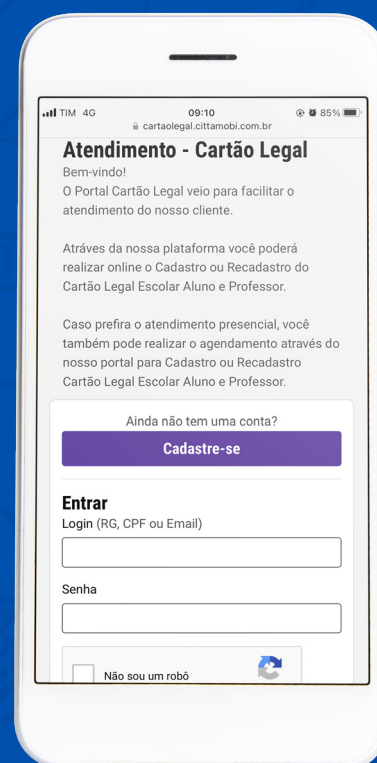 TIM 4G 09:10 85%
cartaolegal.cittamobi.com.br
Atendimento - Cartão Legal
Bem-vindo!
O Portal Cartão Legal veio para facilitar o
atendimento do nosso cliente.
Atráves da nossa plataforma você poderá
realizar online o Cadastro ou Recadastro do
Cartão Legal Escolar Aluno e Professor.
Caso prefira o atendimento presencial, você
também pode realizar o agendamento através do
nosso portal para Cadastro ou Recadastro
Cartão Legal Escolar Aluno e Professor.
Ainda não tem uma conta?
Cadastre-se
Entrar
Login (RG, CPF ou Email)
Senha
Não sou um robô